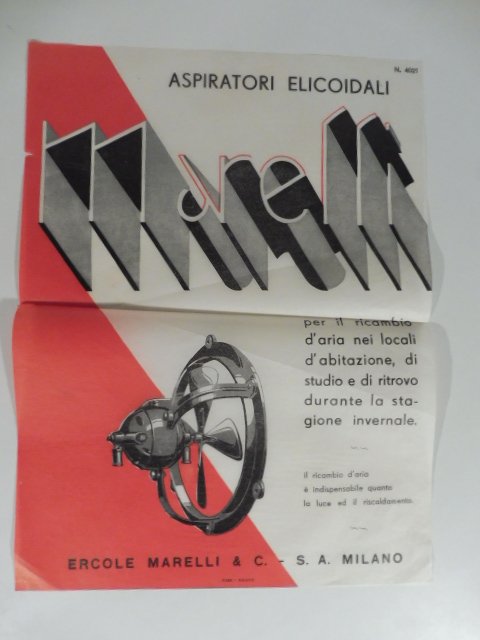 N. 4021
ASPIRATORI ELICOIDALI
Marelli
per il ricambio
d'aria nei locali
d'abitazione, di
studio e di ritrovo
durante la sta-
gione invernale.
il ricambio d'aria
è indispensabile quanto
la luce ed il riscaldamento.
ERCOLE MARELLI & C. - S. A. MILANO